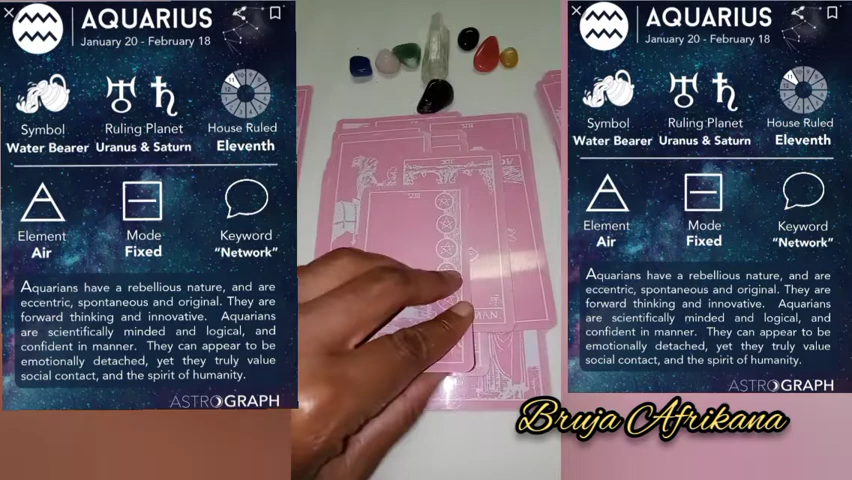 AQUARIUS
January 20 - February 18
Symbol
Water Bearer
Ruling Planet
Uranus & Saturn
House Ruled
Eleventh
Element
Air
Mode
Fixed
Keyword
“Network”
Aquarians have a rebellious nature, and are
eccentric, spontaneous and original. They are
forward thinking and innovative. Aquarians
are scientifically minded and logical, and
confident in manner. They can appear to be
emotionally detached, yet they truly value
social contact, and the spirit of humanity.
ASTROGRAPH
AQUARIUS
January 20 - February 18
Symbol
Water Bearer
Ruling Planet
Uranus & Saturn
House Ruled
Eleventh
Element
Air
Mode
Fixed
Keyword
“Network”
Aquarians have a rebellious nature, and are
eccentric, spontaneous and original. They are
forward thinking and innovative. Aquarians
are scientifically minded and logical, and
confident in manner. They can appear to be
emotionally detached, yet they truly value
social contact, and the spirit of humanity.
ASTROGRAPH
Bruja Afrikana